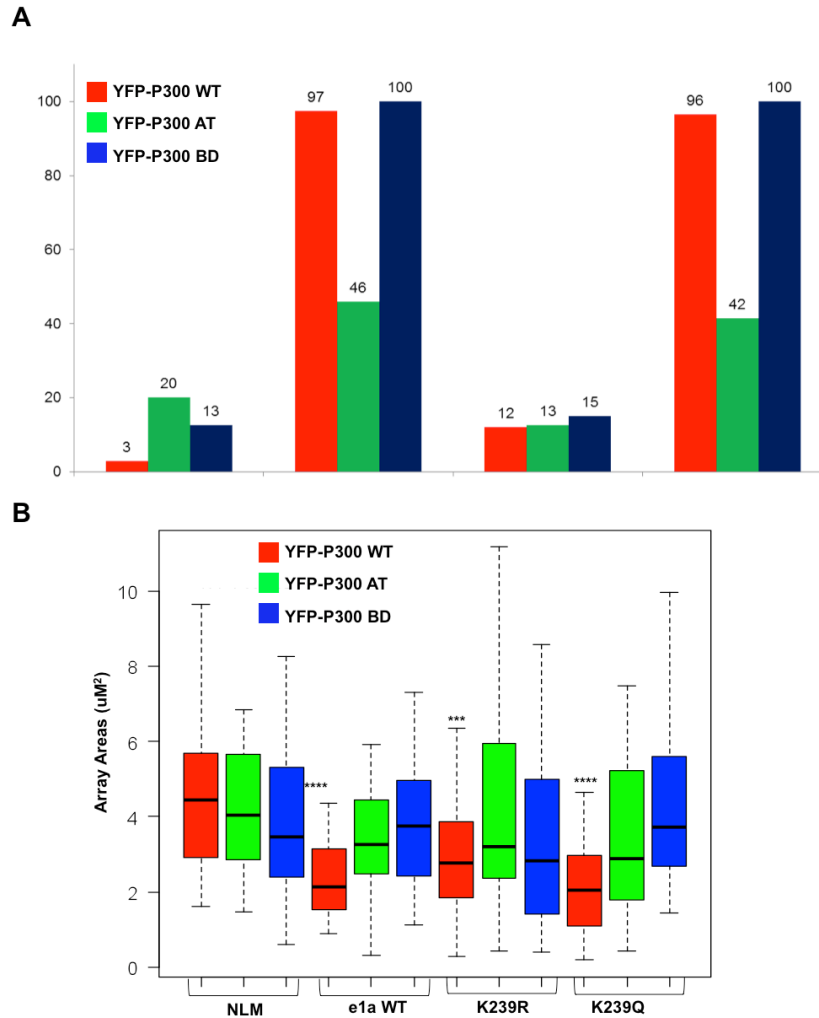 A
YFP-P300 WT
YFP-P300 AT
YFP-P300 BD
100
80
60
40
20
0
3
20
13
97
46
100
12
13
15
96
42
100
B
YFP-P300 WT
YFP-P300 AT
YFP-P300 BD
Array Areas (uM²)
10
8
6
4
2
0
****
***
****
NLM
e1a WT
K239R
K239Q